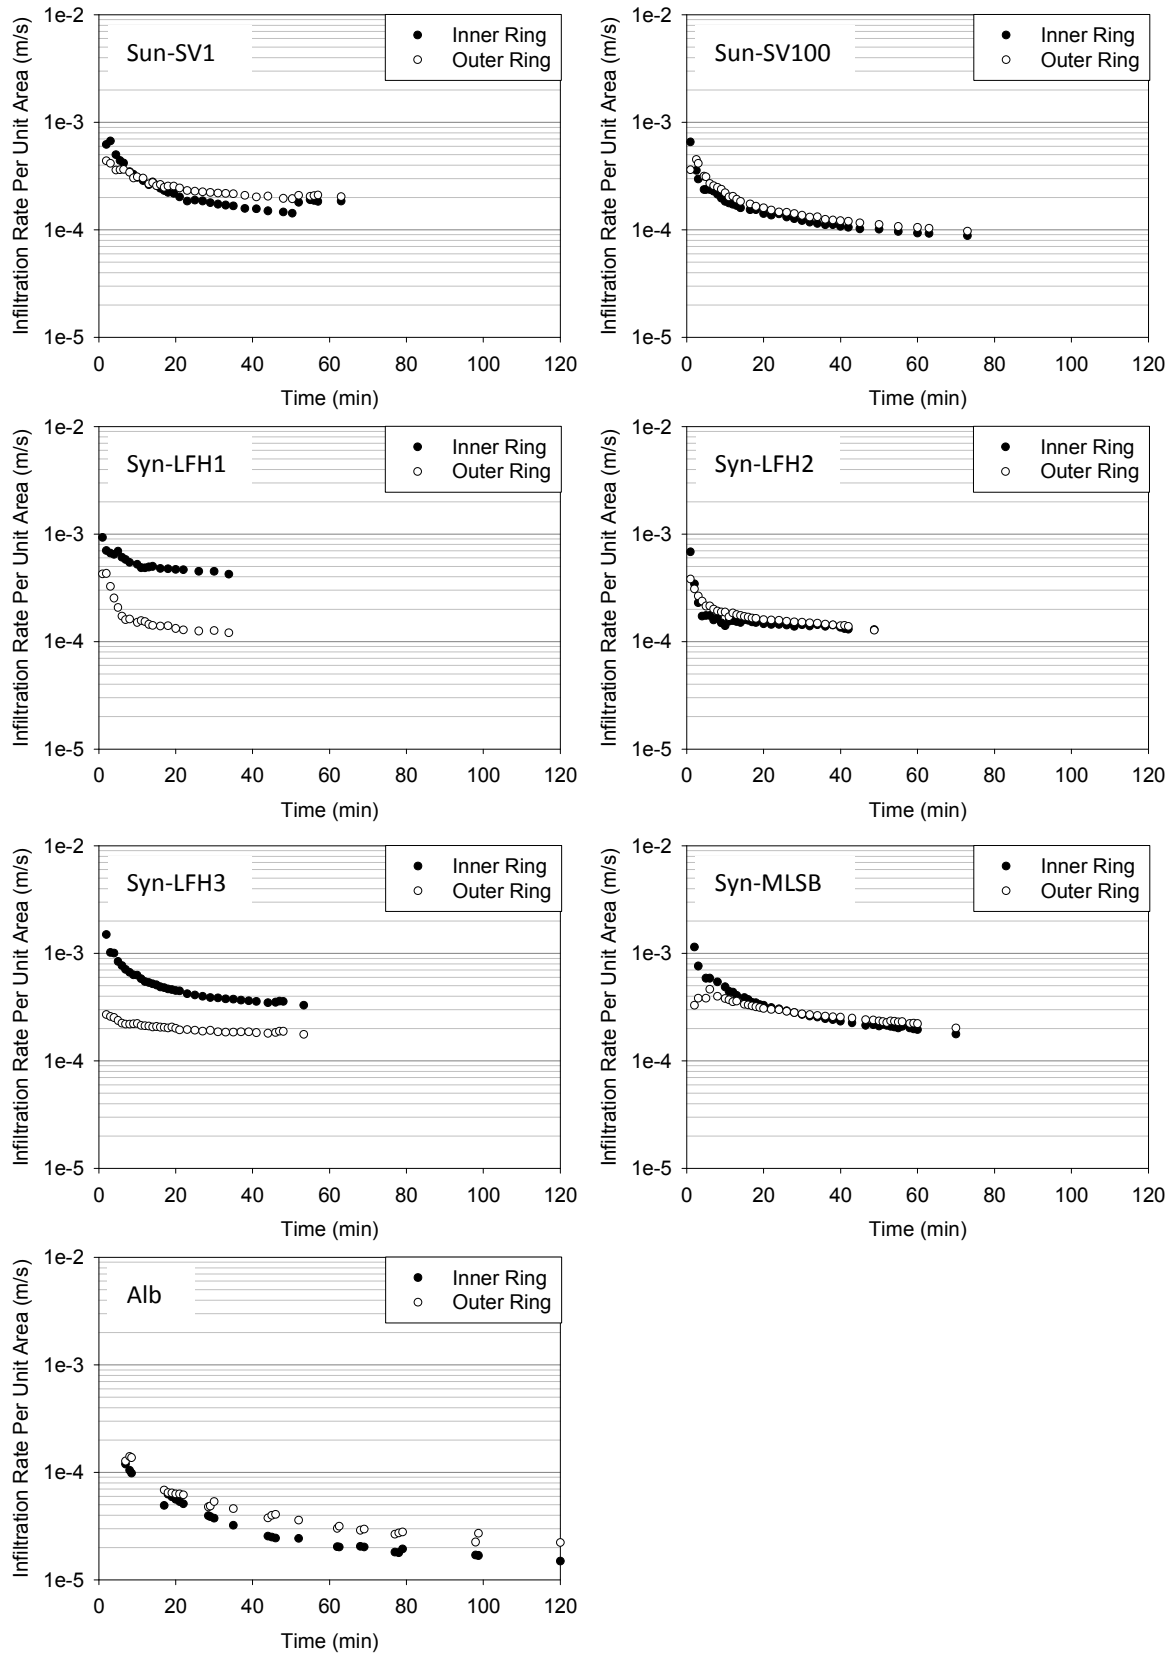 Infiltration Rate Per Unit Area (m/s)
1e-2
1e-3
1e-4
1e-5
Sun-SV1
Inner Ring
Outer Ring
0 20 40 60 80 100 120
Time (min)
Infiltration Rate Per Unit Area (m/s)
1e-2
1e-3
1e-4
1e-5
Sun-SV100
Inner Ring
Outer Ring
0 20 40 60 80 100 120
Time (min)
Infiltration Rate Per Unit Area (m/s)
1e-2
1e-3
1e-4
1e-5
Syn-LFH1
Inner Ring
Outer Ring
0 20 40 60 80 100 120
Time (min)
Infiltration Rate Per Unit Area (m/s)
1e-2
1e-3
1e-4
1e-5
Syn-LFH2
Inner Ring
Outer Ring
0 20 40 60 80 100 120
Time (min)
Infiltration Rate Per Unit Area (m/s)
1e-2
1e-3
1e-4
1e-5
Syn-LFH3
Inner Ring
Outer Ring
0 20 40 60 80 100 120
Time (min)
Infiltration Rate Per Unit Area (m/s)
1e-2
1e-3
1e-4
1e-5
Syn-MLSB
Inner Ring
Outer Ring
0 20 40 60 80 100 120
Time (min)
Infiltration Rate Per Unit Area (m/s)
1e-2
1e-3
1e-4
1e-5
Alb
Inner Ring
Outer Ring
0 20 40 60 80 100 120
Time (min)